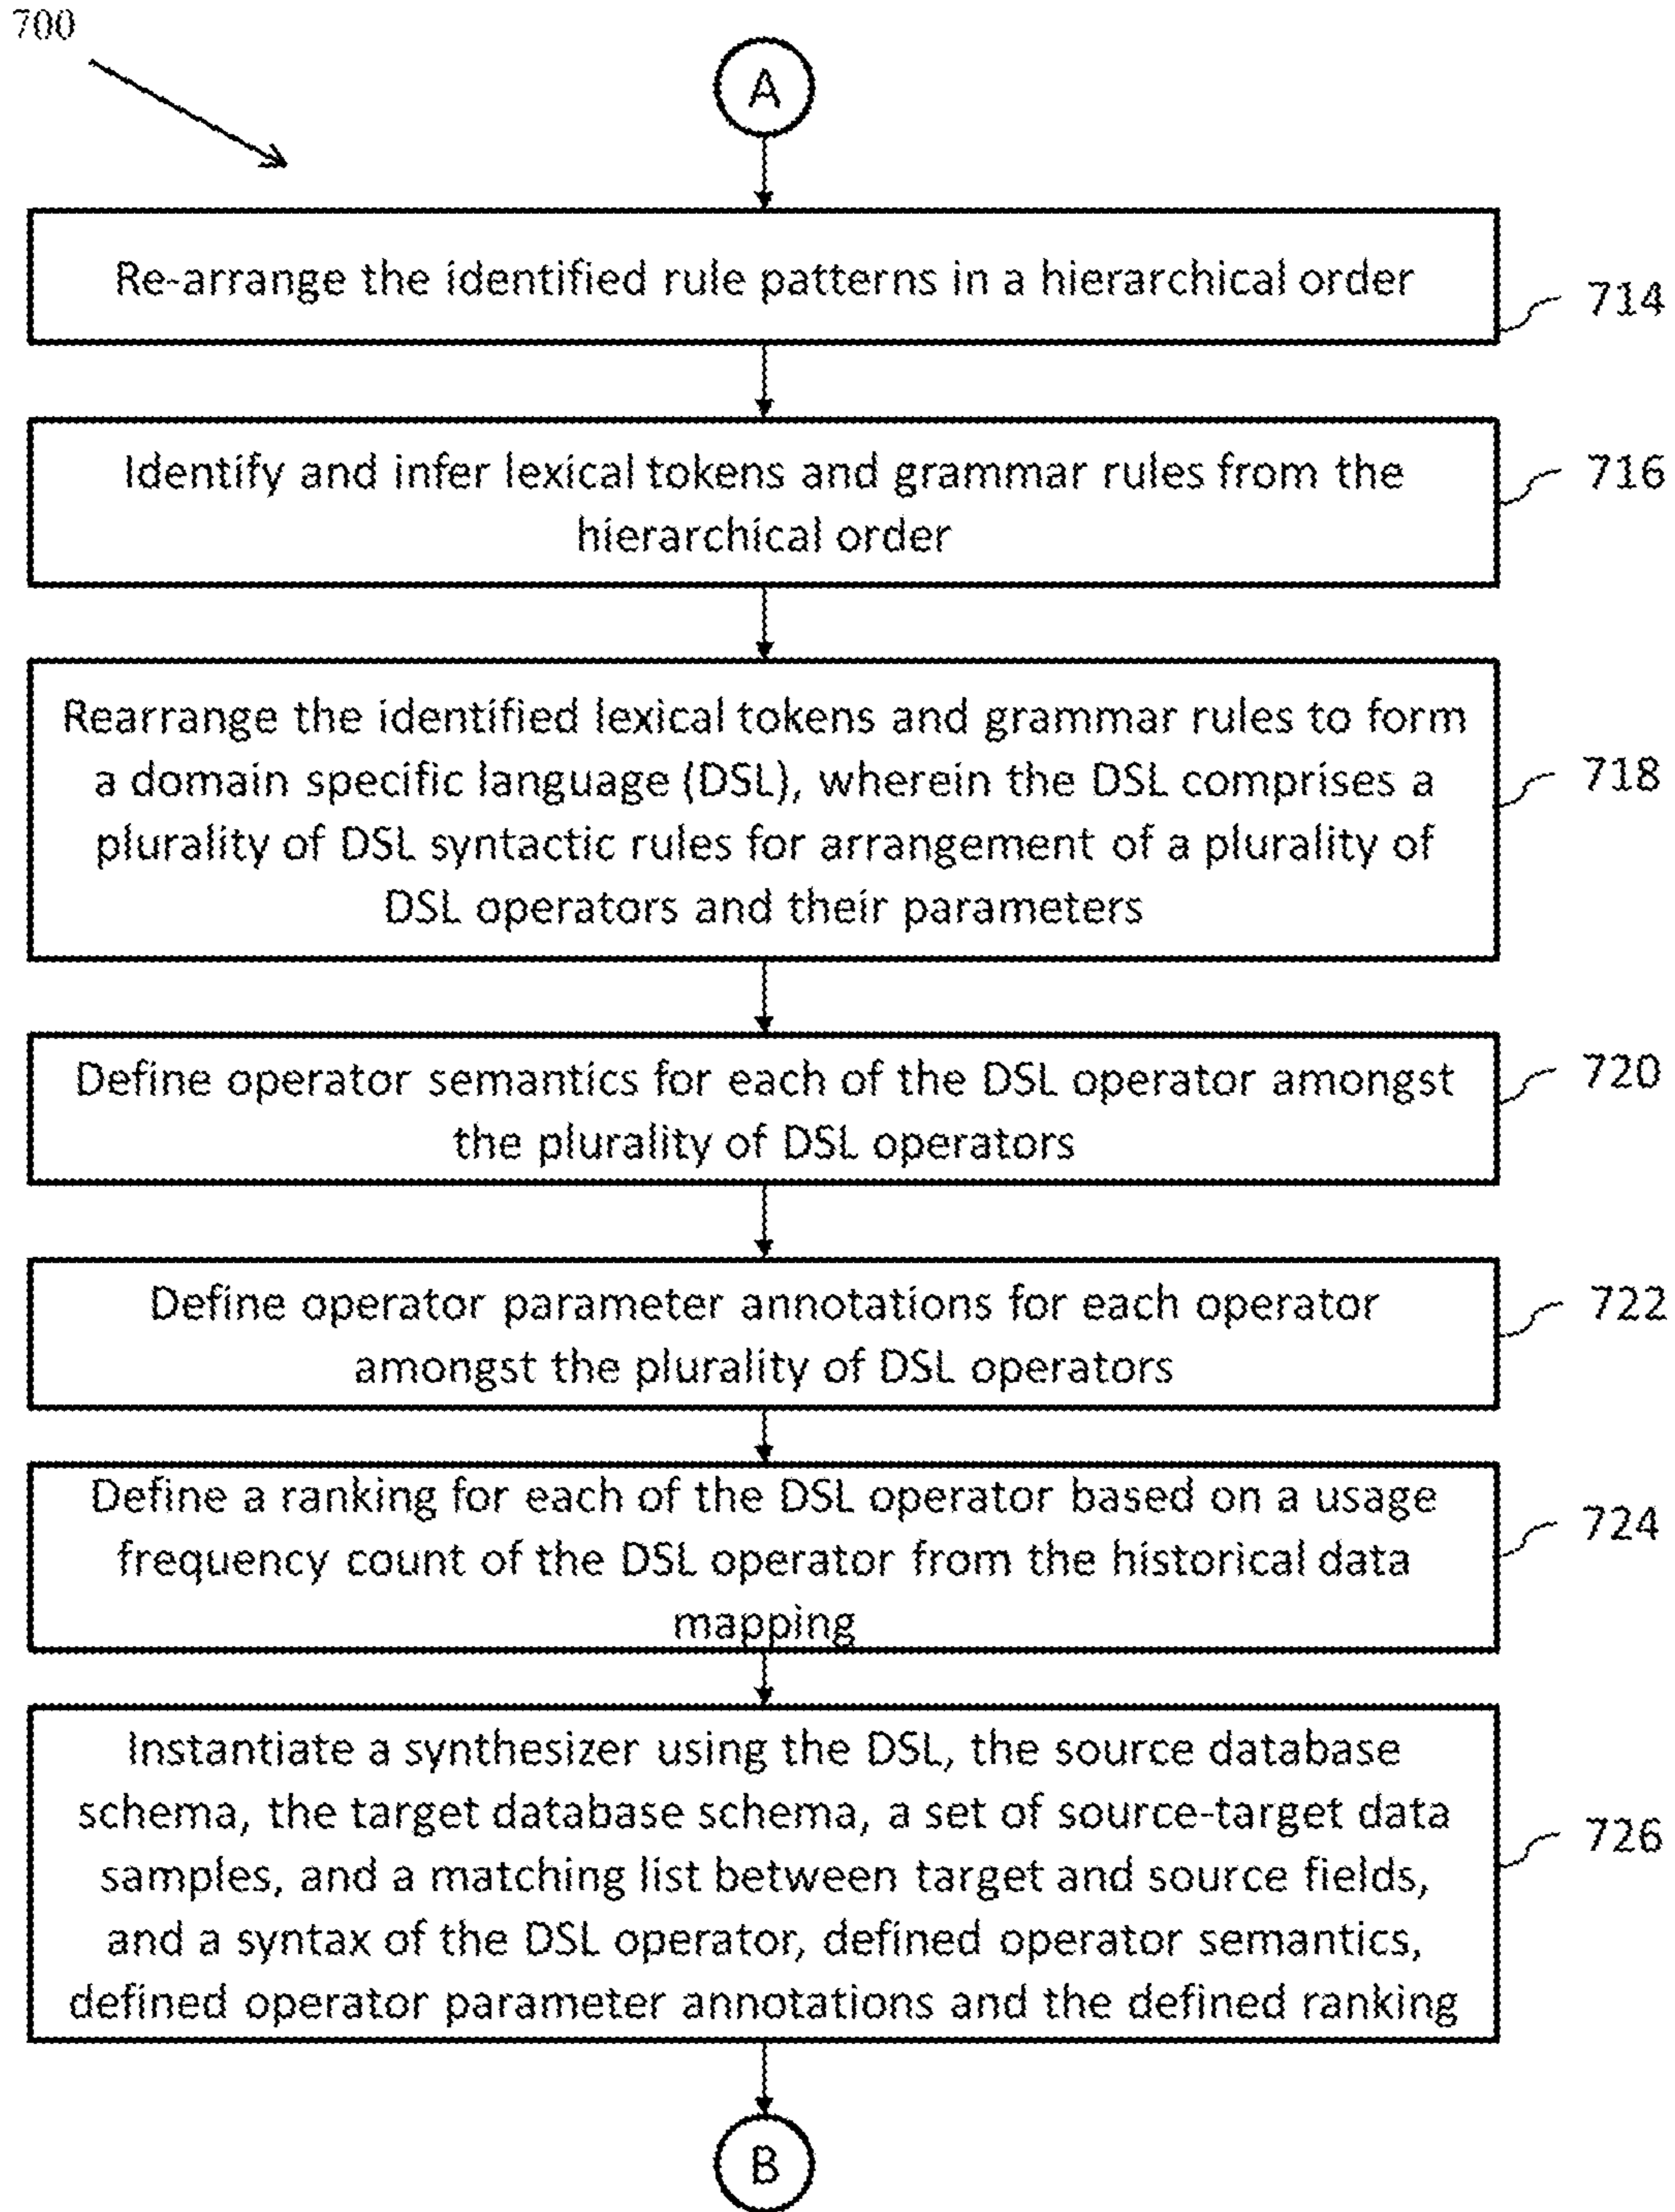 700
A
Re-arrange the identified rule patterns in a hierarchical order
714
Identify and infer lexical tokens and grammar rules from the
hierarchical order
716
Rearrange the identified lexical tokens and grammar rules to form
a domain specific language (DSL), wherein the DSL comprises a
plurality of DSL syntactic rules for arrangement of a plurality of
DSL operators and their parameters
718
Define operator semantics for each of the DSL operator amongst
the plurality of DSL operators
720
Define operator parameter annotations for each operator
amongst the plurality of DSL operators
722
Define a ranking for each of the DSL operator based on a usage
frequency count of the DSL operator from the historical data
mapping
724
Instantiate a synthesizer using the DSL, the source database
schema, the target database schema, a set of source-target data
samples, and a matching list between target and source fields,
and a syntax of the DSL operator, defined operator semantics,
defined operator parameter annotations and the defined ranking
726
B